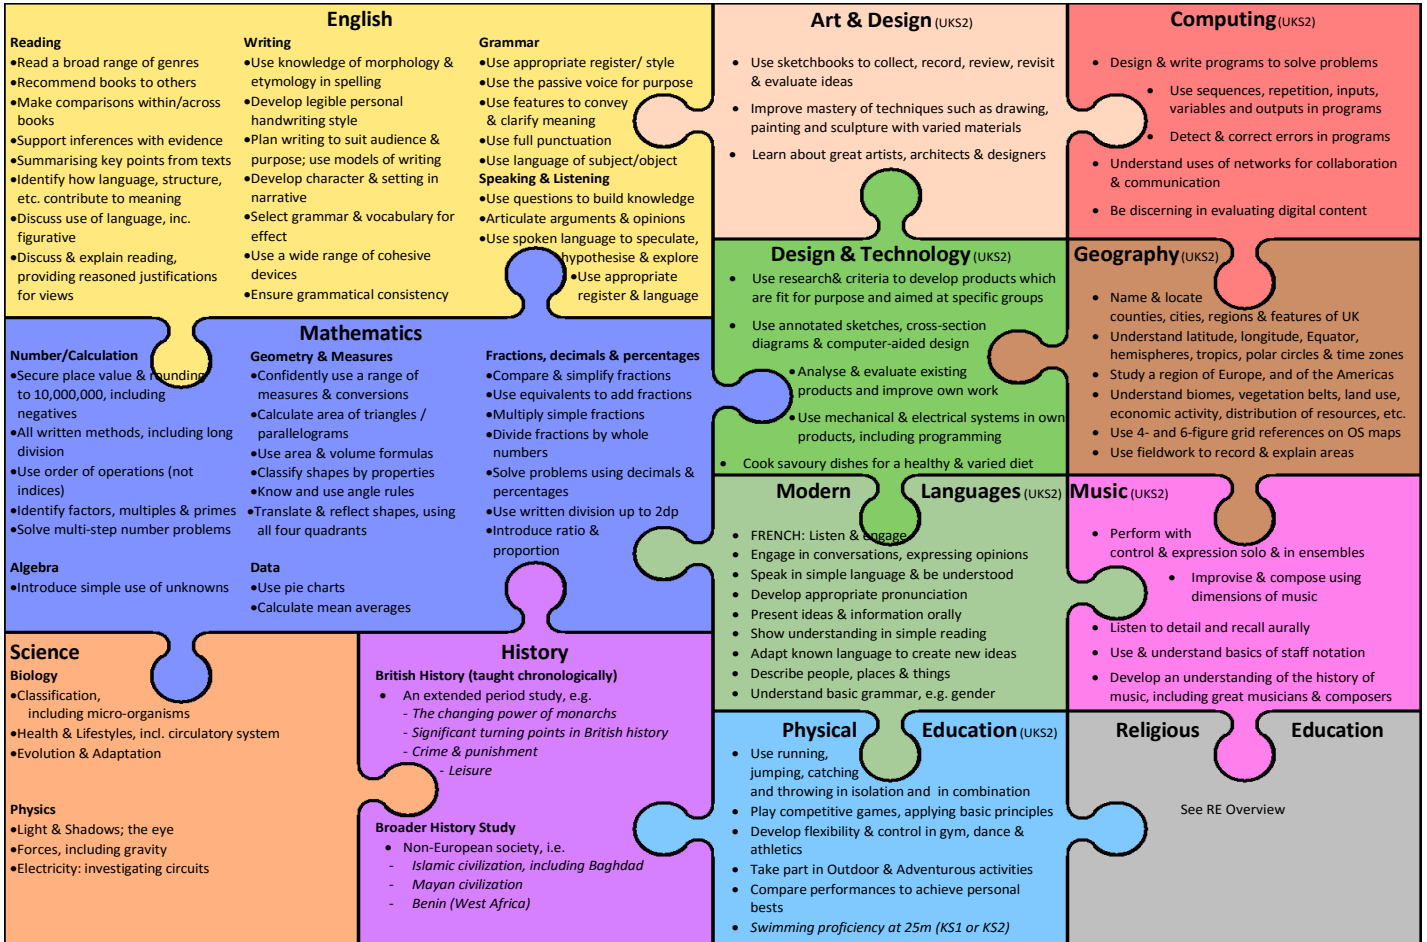 English
Reading
•Read a broad range of genres
•Recommend books to others
•Make comparisons within/across
books
•Support inferences with evidence
•Summarising key points from texts
•Identify how language, structure,
etc. contribute to meaning
•Discuss use of language, inc.
figurative
•Discuss & explain reading,
providing reasoned justifications
for views
Writing
•Use knowledge of morphology &
etymology in spelling
•Develop legible personal
handwriting style
•Plan writing to suit audience &
purpose; use models of writing
•Develop character & setting in
narrative
•Select grammar & vocabulary for
effect
•Use a wide range of cohesive
devices
•Ensure grammatical consistency
Grammar
•Use appropriate register/ style
•Use the passive voice for purpose
•Use features to convey
& clarify meaning
•Use full punctuation
•Use language of subject/object
Speaking & Listening
•Use questions to build knowledge
•Articulate arguments & opinions
•Use spoken language to speculate,
hypothesise & explore
•Use appropriate
register & language
Art & Design (UKS2)
• Use sketchbooks to collect, record, review, revisit
& evaluate ideas
• Improve mastery of techniques such as drawing,
painting and sculpture with varied materials
• Learn about great artists, architects & designers
Computing (UKS2)
• Design & write programs to solve problems
• Use sequences, repetition, inputs,
variables and outputs in programs
• Detect & correct errors in programs
• Understand uses of networks for collaboration
& communication
• Be discerning in evaluating digital content
Design & Technology (UKS2)
• Use research& criteria to develop products which
are fit for purpose and aimed at specific groups
• Use annotated sketches, cross-section
diagrams & computer-aided design
•Analyse & evaluate existing
products and improve own work
•Use mechanical & electrical systems in own
products, including programming
• Cook savoury dishes for a healthy & varied diet
Geography (UKS2)
• Name & locate
counties, cities, regions & features of UK
• Understand latitude, longitude, Equator,
hemispheres, tropics, polar circles & time zones
• Study a region of Europe, and of the Americas
• Understand biomes, vegetation belts, land use,
economic activity, distribution of resources, etc.
• Use 4- and 6-figure grid references on OS maps
• Use fieldwork to record & explain areas
Mathematics
Number/Calculation
•Secure place value & rounding
to 10,000,000, including
negatives
•All written methods, including long
division
•Use order of operations (not
indices)
•Identify factors, multiples & primes
•Solve multi-step number problems
Algebra
•Introduce simple use of unknowns
Geometry & Measures
•Confidently use a range of
measures & conversions
•Calculate area of triangles /
parallelograms
•Use area & volume formulas
•Classify shapes by properties
•Know and use angle rules
•Translate & reflect shapes, using
all four quadrants
Data
•Use pie charts
•Calculate mean averages
Fractions, decimals & percentages
•Compare & simplify fractions
•Use equivalents to add fractions
•Multiply simple fractions
•Divide fractions by whole
numbers
•Solve problems using decimals &
percentages
•Use written division up to 2dp
•Introduce ratio &
proportion
Modern Languages (UKS2)
• FRENCH: Listen & engage
• Engage in conversations, expressing opinions
• Speak in simple language & be understood
• Develop appropriate pronunciation
• Present ideas & information orally
• Show understanding in simple reading
• Adapt known language to create new ideas
• Describe people, places & things
• Understand basic grammar, e.g. gender
Music (UKS2)
• Perform with
control & expression solo & in ensembles
• Improvise & compose using
dimensions of music
• Listen to detail and recall aurally
• Use & understand basics of staff notation
• Develop an understanding of the history of
music, including great musicians & composers
Science
Biology
•Classification,
including micro-organisms
•Health & Lifestyles, incl. circulatory system
•Evolution & Adaptation
Physics
•Light & Shadows; the eye
•Forces, including gravity
•Electricity: investigating circuits
History
British History (taught chronologically)
• An extended period study, e.g.
- The changing power of monarchs
- Significant turning points in British history
- Crime & punishment
- Leisure
Broader History Study
• Non-European society, i.e.
- Islamic civilization, including Baghdad
- Mayan civilization
- Benin (West Africa)
Physical Education (UKS2)
• Use running,
jumping, catching
and throwing in isolation and in combination
• Play competitive games, applying basic principles
• Develop flexibility & control in gym, dance &
athletics
• Take part in Outdoor & Adventurous activities
• Compare performances to achieve personal
bests
• Swimming proficiency at 25m (KS1 or KS2)
Religious Education
See RE Overview